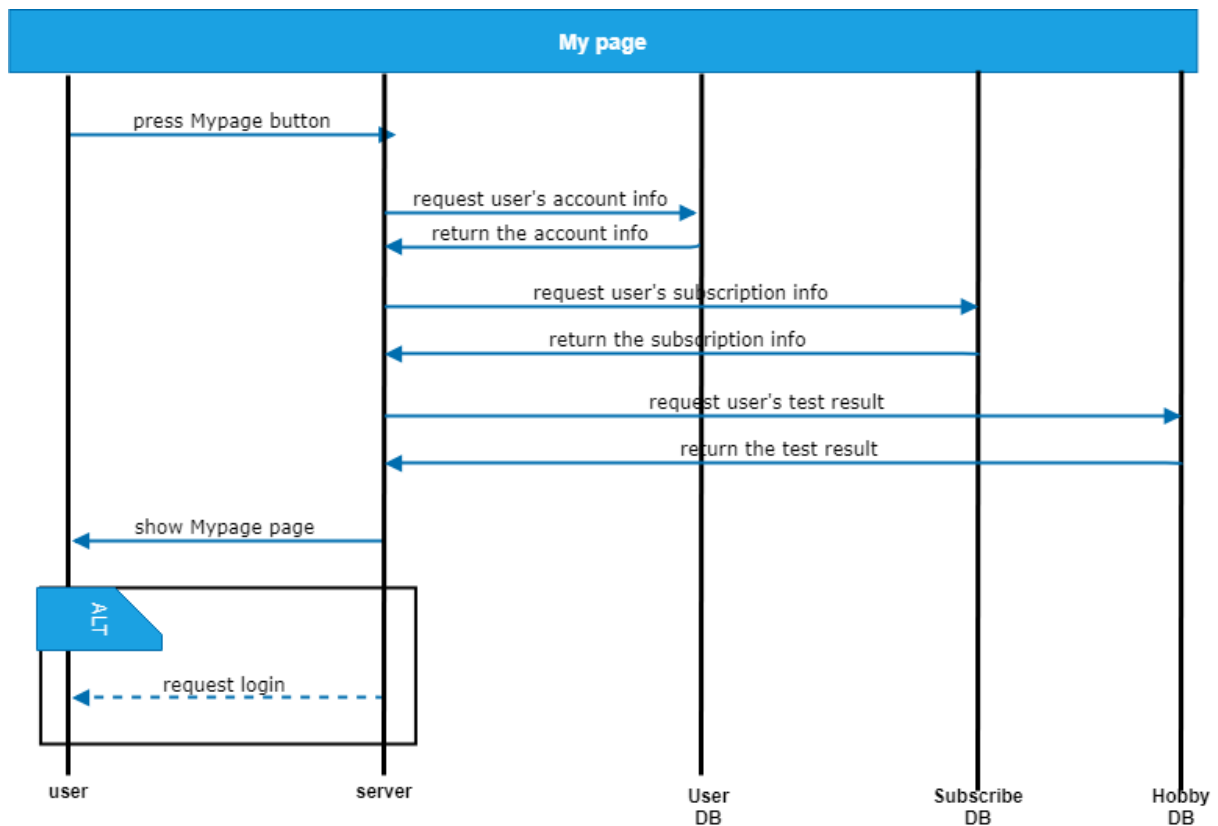 My page
press Mypage button
request user's account info
return the account info
request user's subscription info
return the subscription info
request user's test result
return the test result
show Mypage page
ALT
request login
user
server
User
DB
Subscribe
DB
Hobby
DB